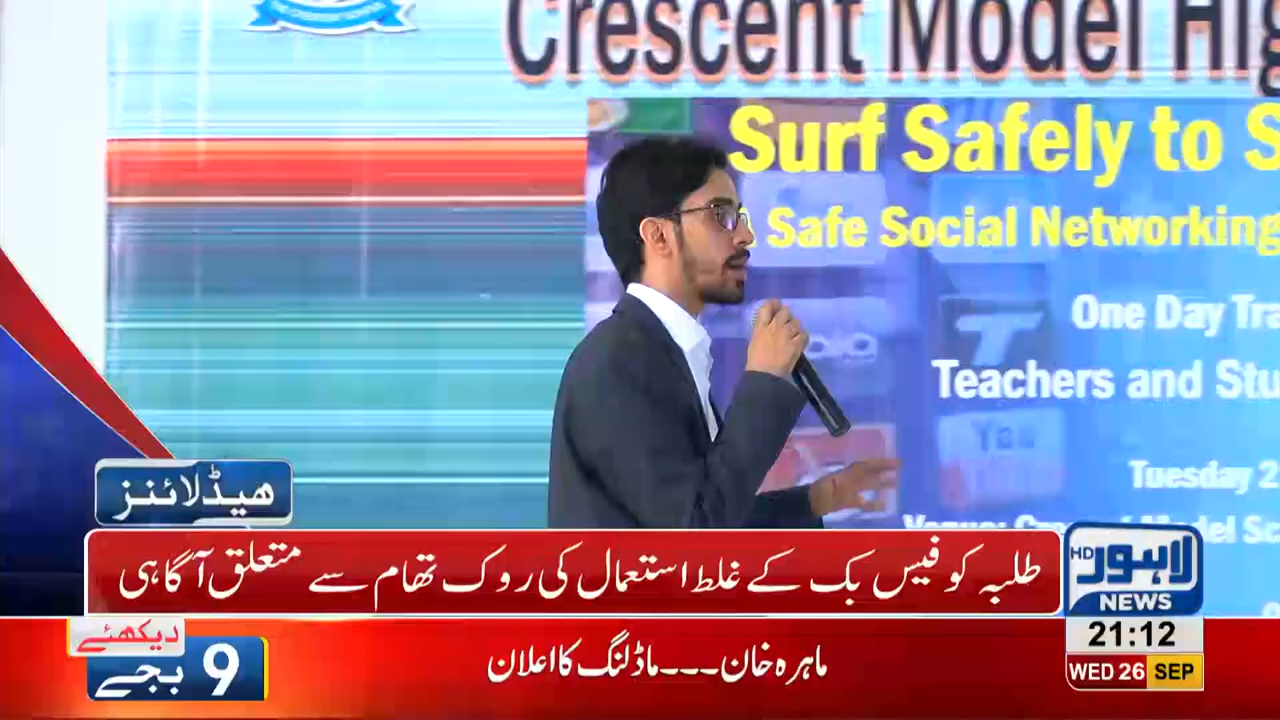 Crescent Model Hig
Surf Safely to S
Safe Social Networking
One Day Tra
Teachers and Stu
You
Tuesday 2
ھیڈلائنز
طلبہ کو فیس بک کے غلط استعمال کی روک تھام سے متعلق آگاہی
لاہور
HD
NEWS
21:12
WED 26 SEP
دیکھئے
9 بجے
ماہرہ خان۔۔۔ماڈلنگ کا اعلان